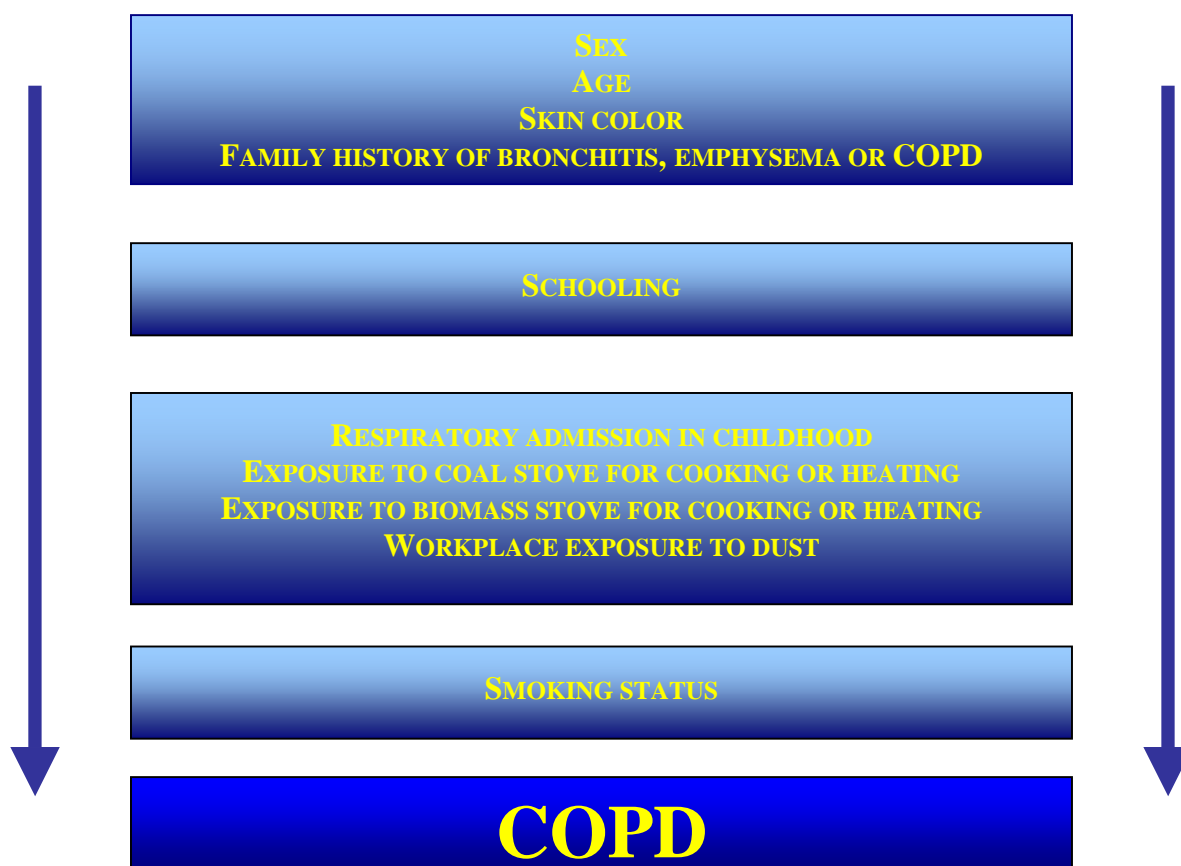 SEX
AGE
SKIN COLOR
FAMILY HISTORY OF BRONCHITIS, EMPHYSEMA OR COPD
SCHOOLING
RESPIRATORY ADMISSION IN CHILDHOOD
EXPOSURE TO COAL STOVE FOR COOKING OR HEATING
EXPOSURE TO BIOMASS STOVE FOR COOKING OR HEATING
WORKPLACE EXPOSURE TO DUST
SMOKING STATUS
COPD